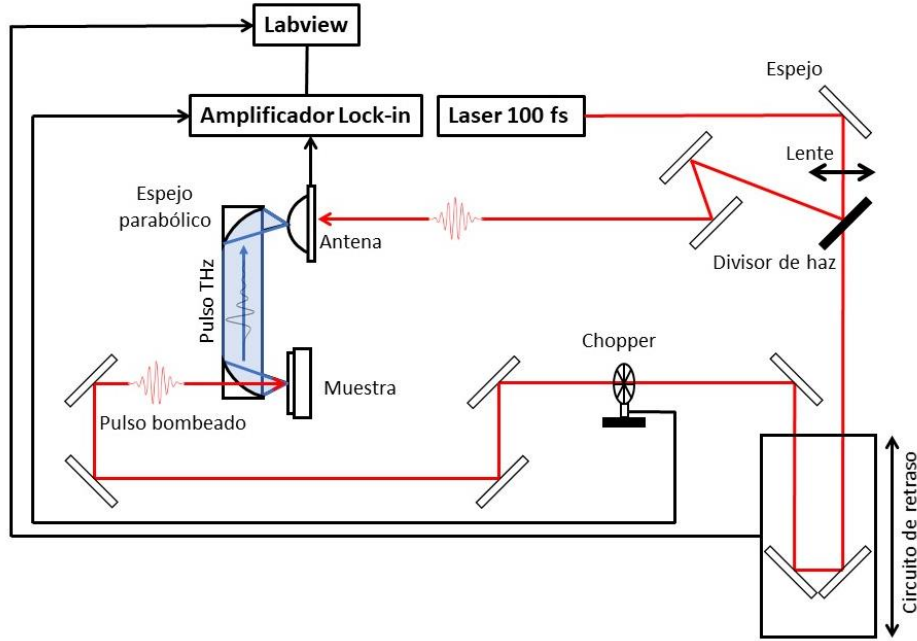 Labview
Espejo
Amplificador Lock-in
Laser 100 fs
Lente
Espejo
parabólico
Antena
Divisor de haz
Pulso THz
Chopper
Muestra
Pulso bombeado
Circuito de retraso